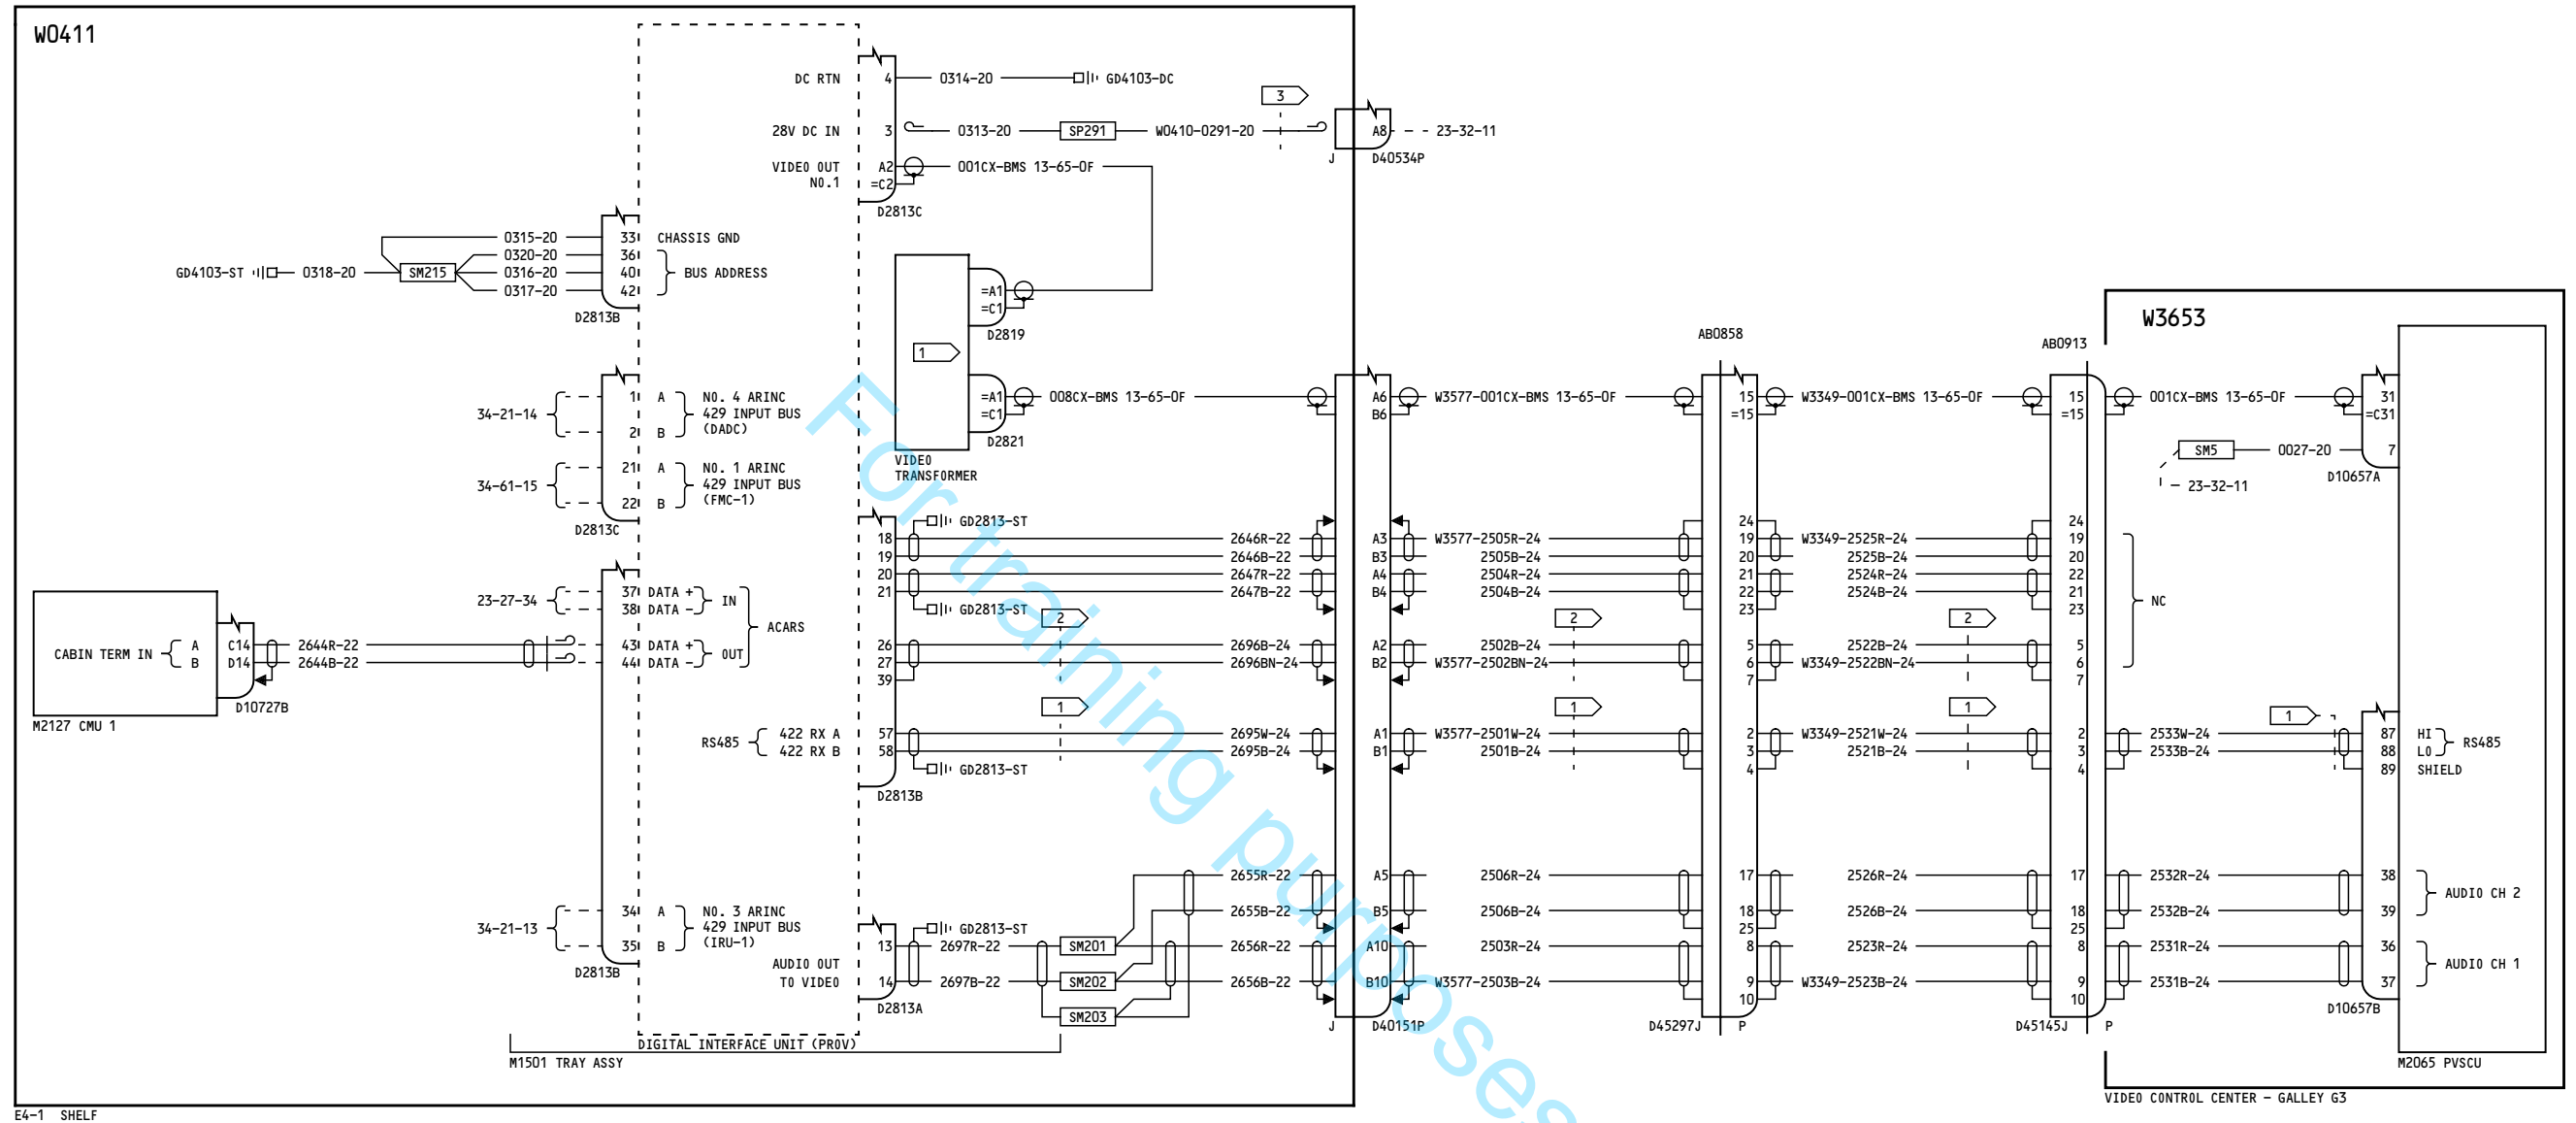 W0411
DC RTN 4 0314-20 GD4103-DC
3
28V DC IN 3 0313-20 SP291 W0410-0291-20 A8 23-32-11
J D40534P
VIDEO OUT A2 001CX-BMS 13-65-0F
NO.1 =C2
D2813C
0315-20 33 CHASSIS GND
0320-20 36
GD4103-ST 0318-20 SM215 0316-20 40 BUS ADDRESS
0317-20 42
D2813B
=A1
=C1
D2819
1
=A1 008CX-BMS 13-65-0F A6 W3577-001CX-BMS 13-65-0F 15 W3349-001CX-BMS 13-65-0F 15 001CX-BMS 13-65-0F 31
=C1 B6 =15 =15 =C31
D2821
VIDEO
TRANSFORMER
AB0858
AB0913
W3653
SM5 0027-20 7
23-32-11
D10657A
34-21-14
1 A NO. 4 ARINC
429 INPUT BUS
2 B (DADC)
34-61-15
21 A NO. 1 ARINC
429 INPUT BUS
22 B (FMC-1)
D2813C
GD2813-ST 24 24
18 2646R-22 A3 W3577-2505R-24 19 W3349-2525R-24 19
19 2646B-22 B3 2505B-24 20 2525B-24 20
20 2647R-22 A4 2504R-24 21 2524R-24 22
21 2647B-22 B4 2504B-24 22 2524B-24 21
GD2813-ST 23 23
NC
2 2 2
26 2696B-24 A2 2502B-24 5 2522B-24 5
27 2696BN-24 B2 W3577-2502BN-24 6 W3349-2522BN-24 6
39 7 7
23-27-34
37 DATA + IN
38 DATA -
ACARS
43 DATA + OUT
44 DATA -
CABIN TERM IN A C14 2644R-22
B D14 2644B-22
D10727B
M2127 CMU 1
1 1 1 1
RS485 422 RX A 57 2695W-24 A1 W3577-2501W-24 2 W3349-2521W-24 2 2533W-24 87 HI RS485
422 RX B 58 2695B-24 B1 2501B-24 3 2521B-24 3 2533B-24 88 LO
GD2813-ST 4 4 89 SHIELD
D2813B
2655R-22 A5 2506R-24 17 2526R-24 17 2532R-24 38 AUDIO CH 2
2655B-22 B5 2506B-24 18 2526B-24 18 2532B-24 39
25 25
34-21-13
34 A NO. 3 ARINC
429 INPUT BUS
35 B (IRU-1)
D2813B
GD2813-ST
13 2697R-22 SM201 2656R-22 A10 2503R-24 8 2523R-24 8 2531R-24 36 AUDIO CH 1
AUDIO OUT
TO VIDEO 14 2697B-22 SM202 2656B-22 B10 W3577-2503B-24 9 W3349-2523B-24 9 2531B-24 37
10 10
D2813A SM203
J D40151P D45297J P D45145J P D10657B
DIGITAL INTERFACE UNIT (PROV)
M1501 TRAY ASSY
M2065 PVSCU
VIDEO CONTROL CENTER - GALLEY G3
E4-1 SHELF
For training purposes